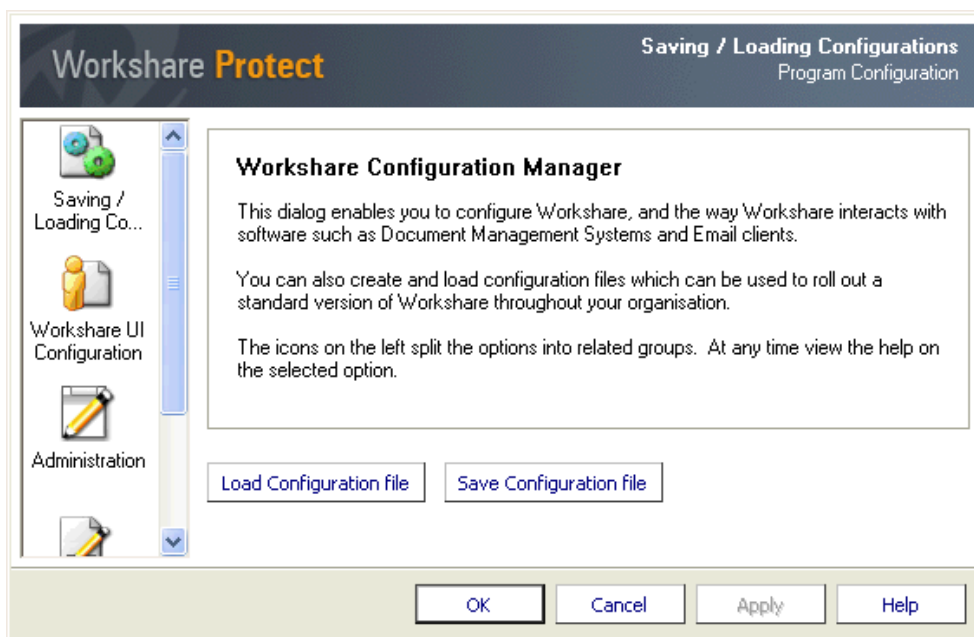 Workshare Protect
Saving / Loading Configurations
Program Configuration
Saving /
Loading Co...
Workshare UI
Configuration
Administration
Workshare Configuration Manager
This dialog enables you to configure Workshare, and the way Workshare interacts with
software such as Document Management Systems and Email clients.
You can also create and load configuration files which can be used to roll out a
standard version of Workshare throughout your organisation.
The icons on the left split the options into related groups.  At any time view the help on
the selected option.
Load Configuration file
Save Configuration file
OK
Cancel
Apply
Help